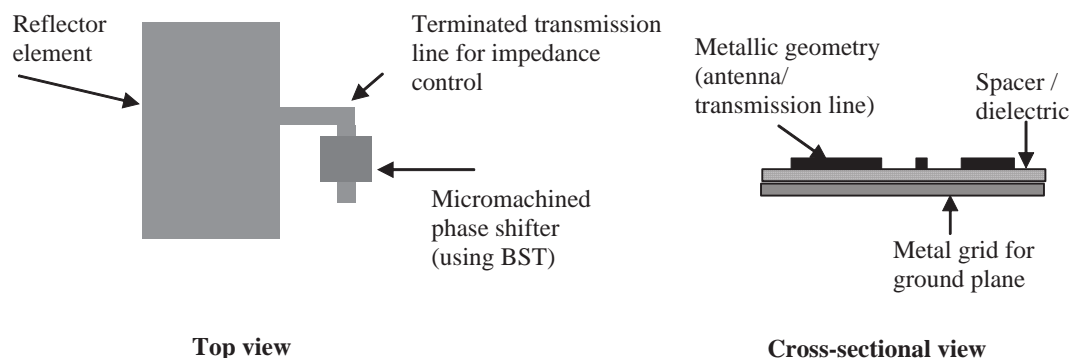 Reflector
element
Terminated transmission
line for impedance
control
Micromachined
phase shifter
(using BST)
Top view
Metallic geometry
(antenna/
transmission line)
Spacer /
dielectric
Metal grid for
ground plane
Cross-sectional view